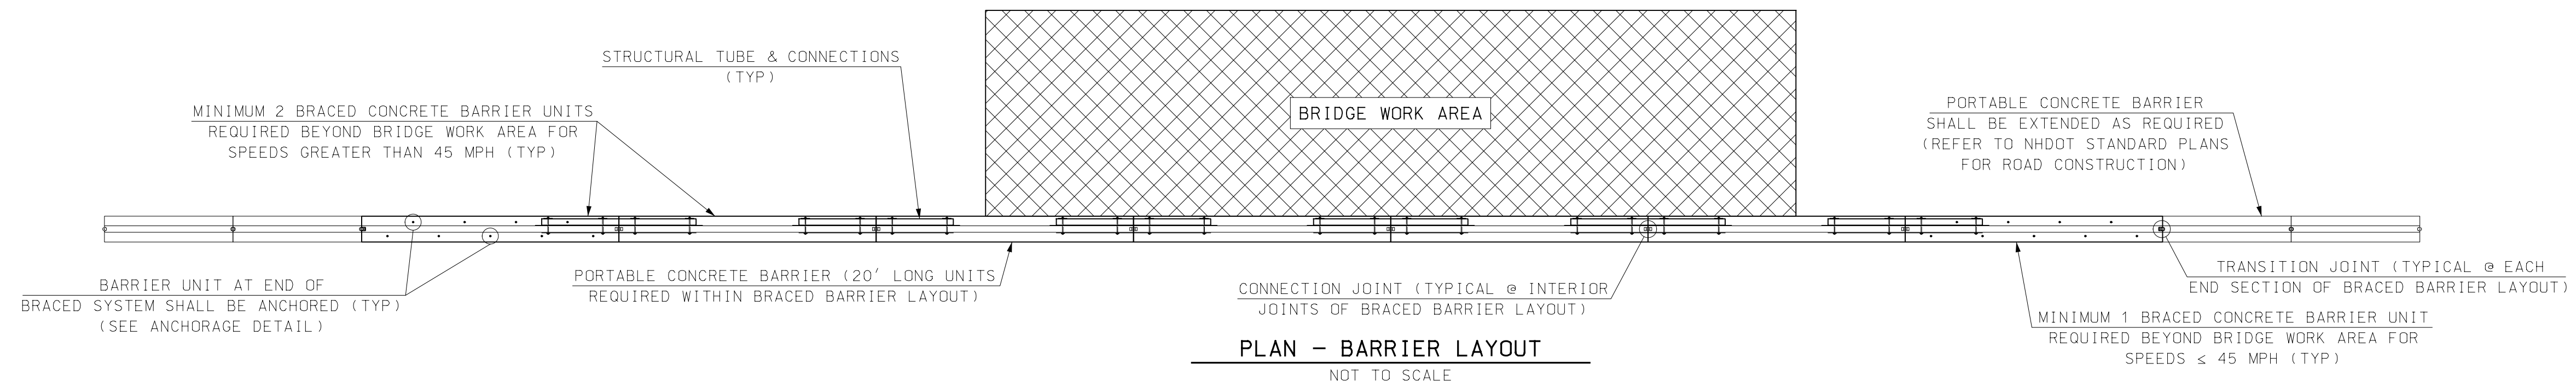 STRUCTURAL TUBE & CONNECTIONS
(TYP)
MINIMUM 2 BRACED CONCRETE BARRIER UNITS
REQUIRED BEYOND BRIDGE WORK AREA FOR
SPEEDS GREATER THAN 45 MPH (TYP)
BRIDGE WORK AREA
PORTABLE CONCRETE BARRIER
SHALL BE EXTENDED AS REQUIRED
(REFER TO NHDOT STANDARD PLANS
FOR ROAD CONSTRUCTION)
BARRIER UNIT AT END OF
BRACED SYSTEM SHALL BE ANCHORED (TYP)
(SEE ANCHORAGE DETAIL)
PORTABLE CONCRETE BARRIER (20' LONG UNITS
REQUIRED WITHIN BRACED BARRIER LAYOUT)
CONNECTION JOINT (TYPICAL @ INTERIOR
JOINTS OF BRACED BARRIER LAYOUT)
TRANSITION JOINT (TYPICAL @ EACH
END SECTION OF BRACED BARRIER LAYOUT)
MINIMUM 1 BRACED CONCRETE BARRIER UNIT
REQUIRED BEYOND BRIDGE WORK AREA FOR
SPEEDS ≤ 45 MPH (TYP)
PLAN - BARRIER LAYOUT
NOT TO SCALE